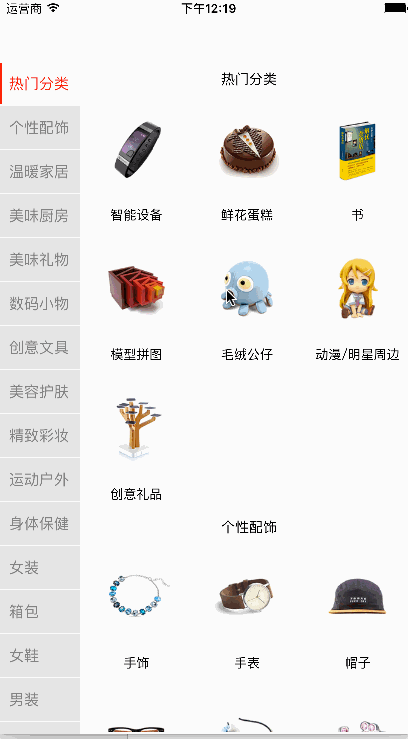 运营商
下午12:19
热门分类
个性配饰
温暖家居
美味厨房
美味礼物
数码小物
创意文具
美容护肤
精致彩妆
运动户外
身体保健
女装
箱包
女鞋
男装
热门分类
智能设备
鲜花蛋糕
书
模型拼图
毛绒公仔
动漫/明星周边
创意礼品
个性配饰
手饰
手表
帽子